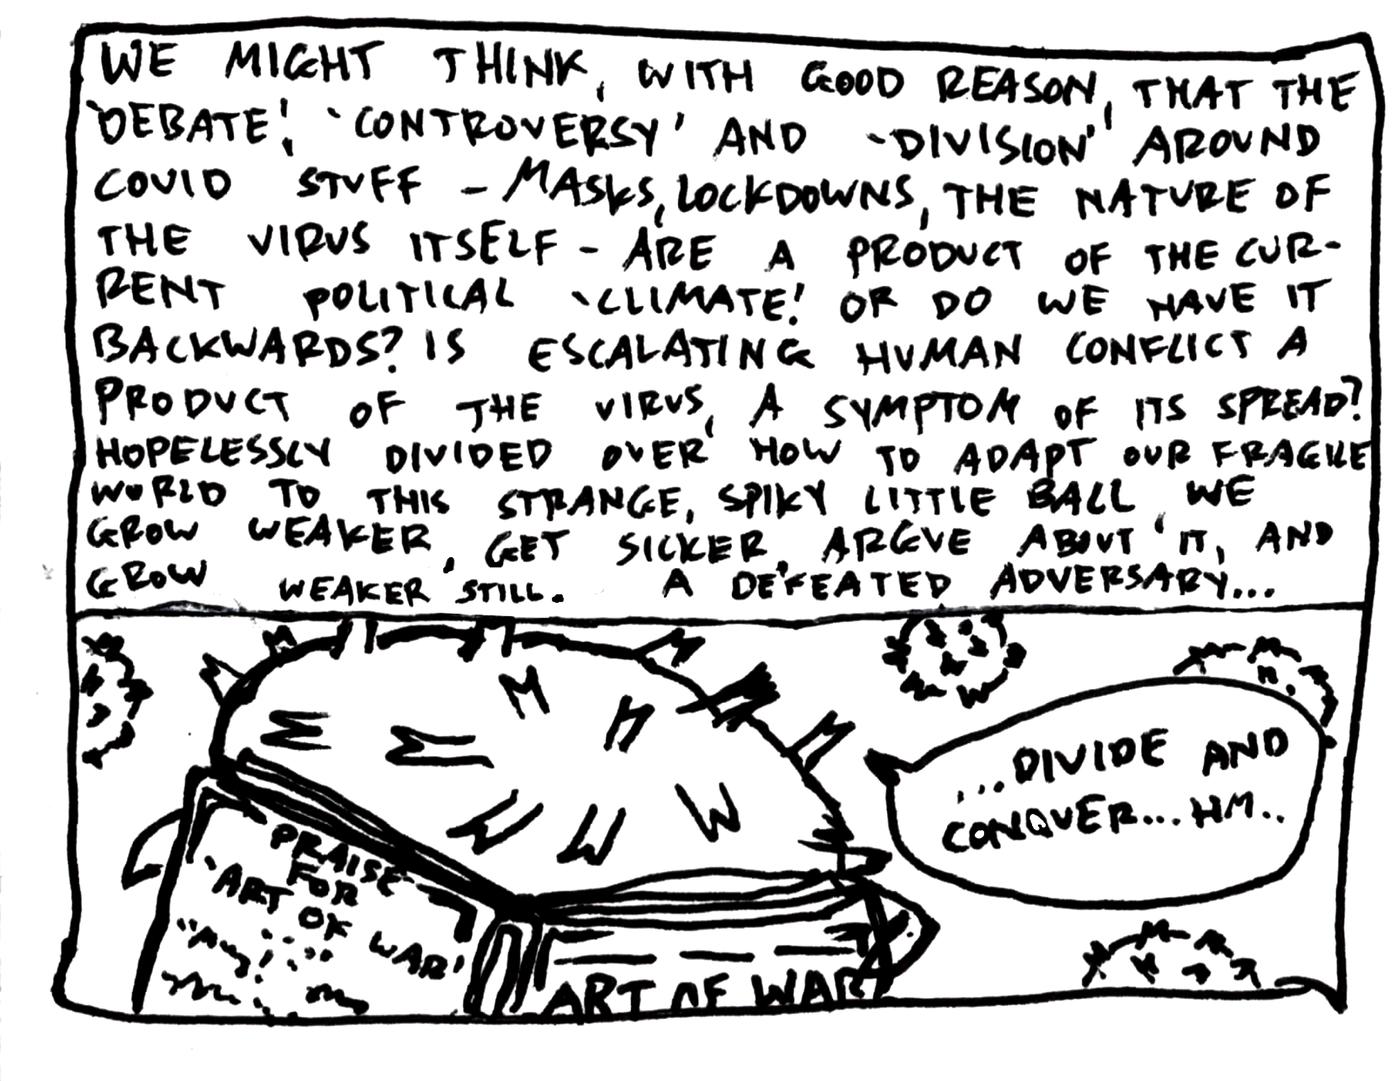 WE MIGHT THINK, WITH GOOD REASON, THAT THE
'DEBATE', 'CONTROVERSY' AND 'DIVISION' AROUND
COVID STUFF - MASKS, LOCKDOWNS, THE NATURE OF
THE VIRUS ITSELF - ARE A PRODUCT OF THE CUR-
RENT POLITICAL 'CLIMATE'. OR DO WE HAVE IT
BACKWARDS? IS ESCALATING HUMAN CONFLICT A
PRODUCT OF THE VIRUS, A SYMPTOM OF ITS SPREAD?
HOPELESSLY DIVIDED OVER HOW TO ADAPT OUR FRAGILE
WORLD TO THIS STRANGE, SPIKY LITTLE BALL WE
GROW WEAKER, GET SICKER, ARGUE ABOUT IT, AND
GROW WEAKER STILL. A DEFEATED ADVERSARY...
...DIVIDE AND
CONQUER...HM..
PRAISE
FOR
'ART OF WAR'
ART OF WAR